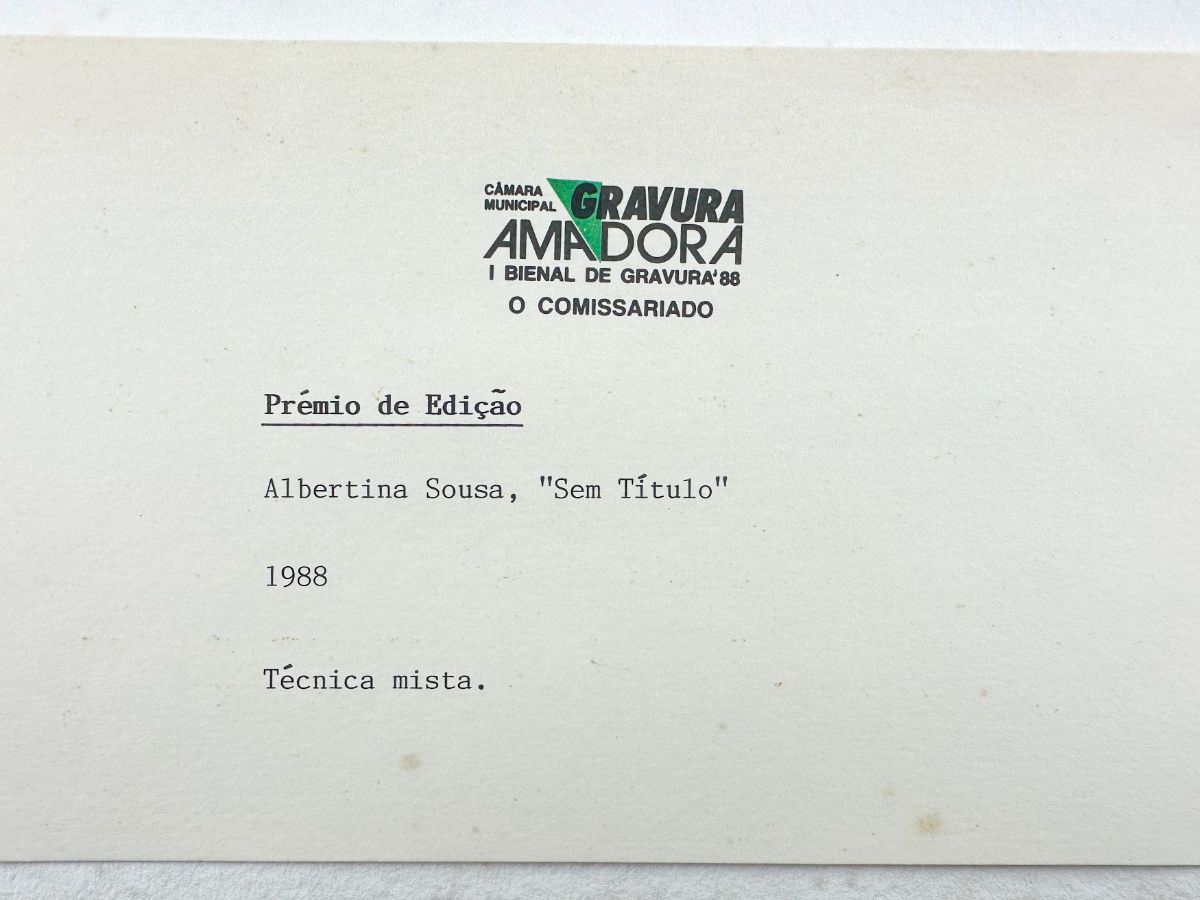 CÂMARA MUNICIPAL GRAVURA
AMADORA
I BIENAL DE GRAVURA'88
O COMISSARIADO
Prémio de Edição
Albertina Sousa, "Sem Título"
1988
Técnica mista.